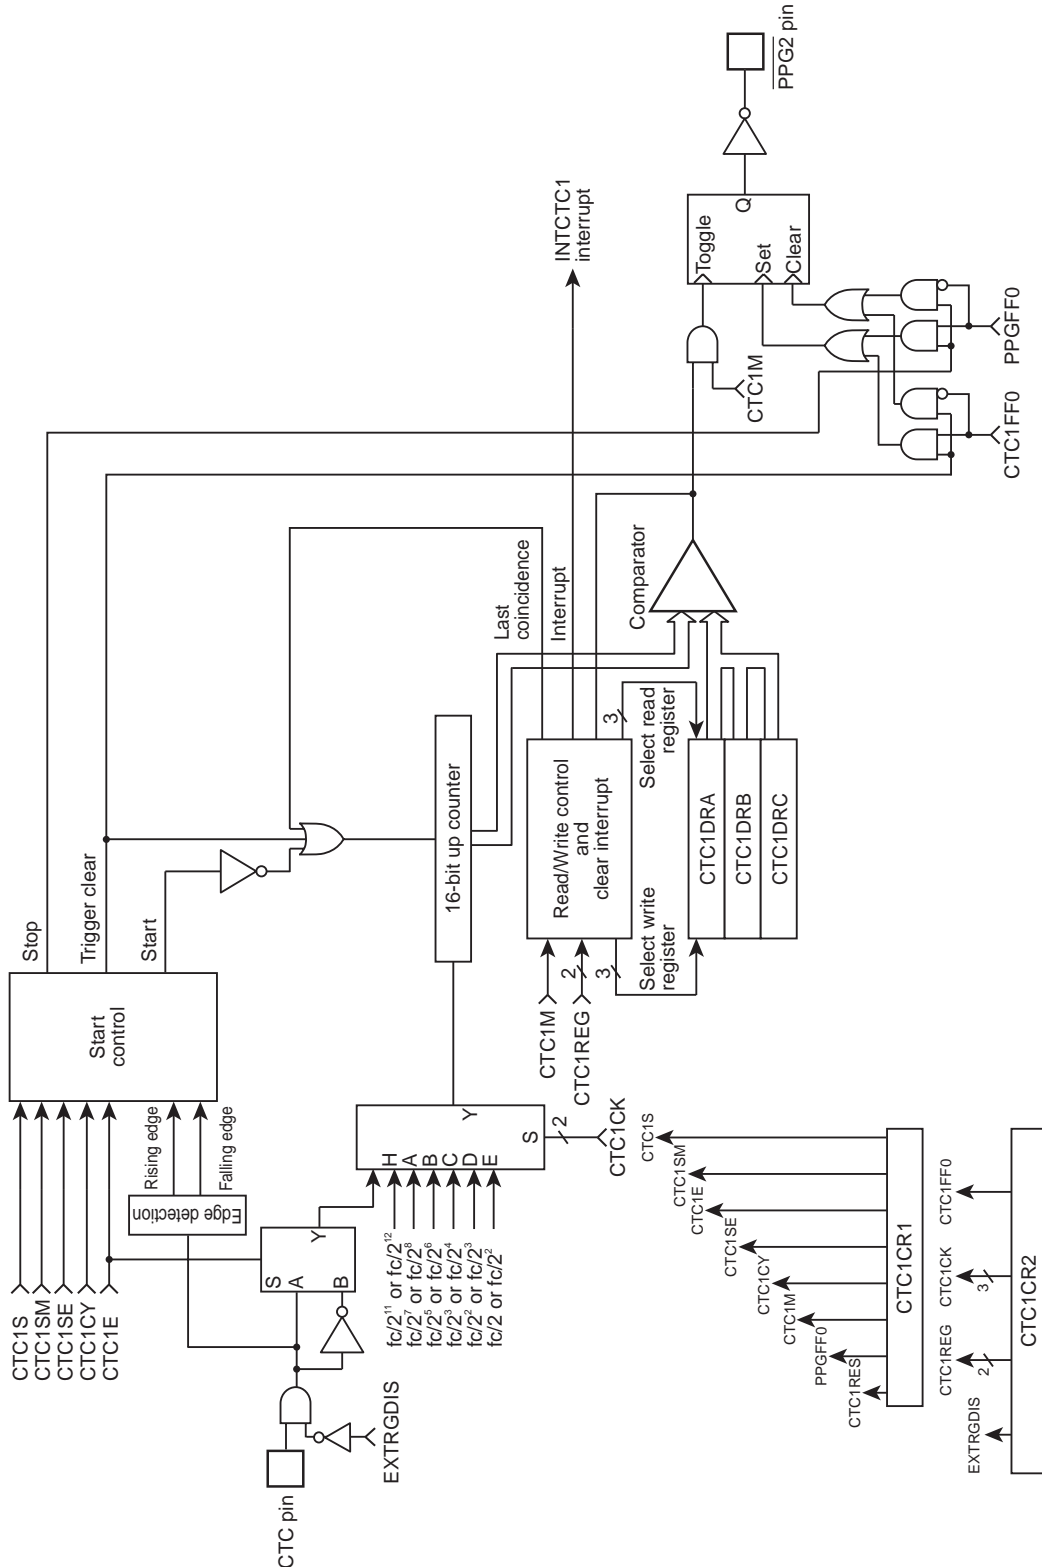 CTC1S
CTC1SM
CTC1SE
CTC1CY
CTC1E
Start
control
Stop
Trigger clear
Start
Rising edge
Falling edge
Edge detection
S
A
B
Y
CTC pin
EXTRGDIS
H
A
B
C
D
E
Y
S
fc/2¹¹ or fc/2¹²
fc/2⁷ or fc/2⁸
fc/2⁵ or fc/2⁶
fc/2³ or fc/2⁴
fc/2² or fc/2³
fc/2 or fc/2²
2
CTC1CK
16-bit up counter
CTC1M
CTC1REG
2
Read/Write control
and
clear interrupt
Last
coincidence
Interrupt
INTCTC1
interrupt
3
Select write
register
3
Select read
register
CTC1DRA
CTC1DRB
CTC1DRC
Comparator
CTC1M
Toggle
Set
Clear
Q
PPG2 pin
CTC1FF0
PPGFF0
CTC1S
CTC1SM
CTC1E
CTC1SE
CTC1CY
CTC1M
PPGFF0
CTC1RES
CTC1CR1
CTC1FF0
CTC1CK
3
CTC1REG
2
EXTRGDIS
CTC1CR2